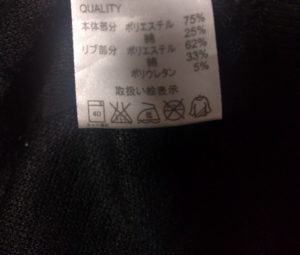 QUALITY
本体部分 ポリエステル 75%
綿 25%
リブ部分 ポリエステル 62%
綿 33%
ポリウレタン 5%
取扱い絵表示
40